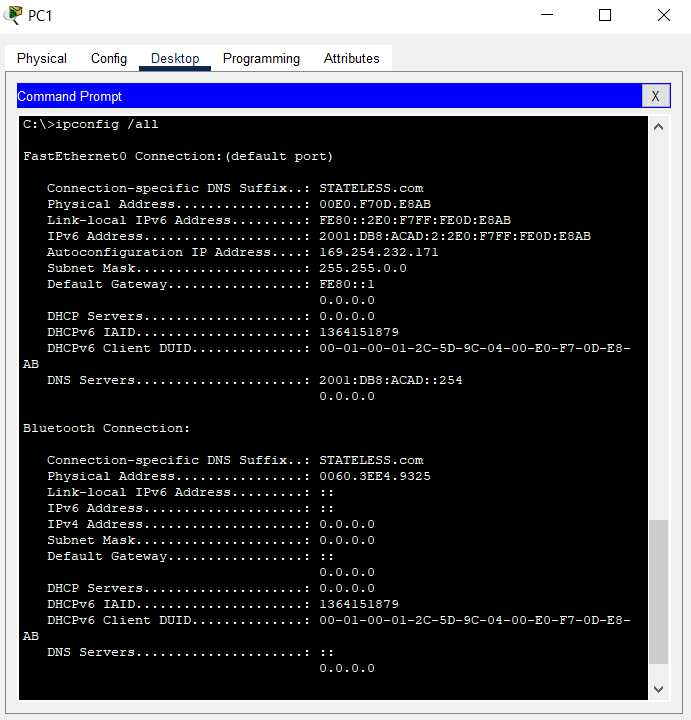 PC1
Physical Config Desktop Programming Attributes
Command Prompt X
C:\>ipconfig /all
FastEthernet0 Connection:(default port)
Connection-specific DNS Suffix..: STATELESS.com
Physical Address................: 00E0.F70D.E8AB
Link-local IPv6 Address.........: FE80::2E0:F7FF:FE0D:E8AB
IPv6 Address....................: 2001:DB8:ACAD:2:2E0:F7FF:FE0D:E8AB
Autoconfiguration IP Address....: 169.254.232.171
Subnet Mask.....................: 255.255.0.0
Default Gateway.................: FE80::1
0.0.0.0
DHCP Servers....................: 0.0.0.0
DHCPv6 IAID.....................: 1364151879
DHCPv6 Client DUID..............: 00-01-00-01-2C-5D-9C-04-00-E0-F7-0D-E8-
AB
DNS Servers.....................: 2001:DB8:ACAD::254
0.0.0.0
Bluetooth Connection:
Connection-specific DNS Suffix..: STATELESS.com
Physical Address................: 0060.3EE4.9325
Link-local IPv6 Address.........: ::
IPv6 Address....................: ::
IPv4 Address....................: 0.0.0.0
Subnet Mask.....................: 0.0.0.0
Default Gateway.................: ::
0.0.0.0
DHCP Servers....................: 0.0.0.0
DHCPv6 IAID.....................: 1364151879
DHCPv6 Client DUID..............: 00-01-00-01-2C-5D-9C-04-00-E0-F7-0D-E8-
AB
DNS Servers.....................: ::
0.0.0.0